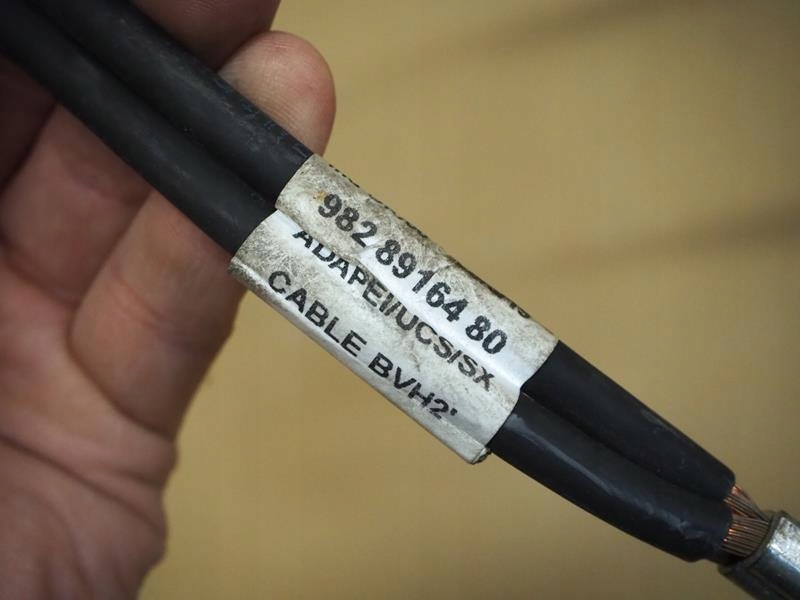 982 89164 80
ADAPEI/UCS/SX
CABLE BVH2'